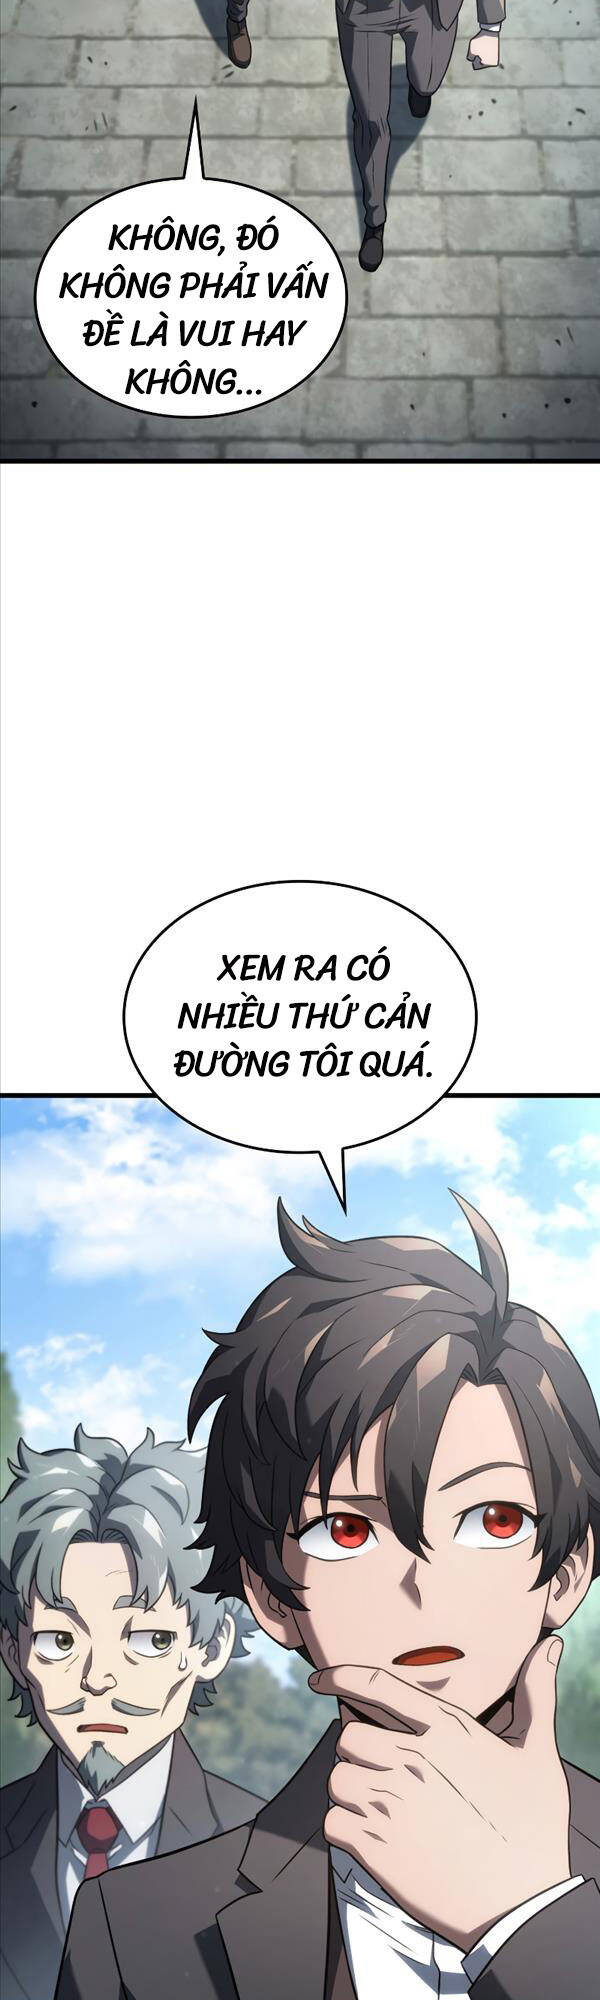 KHÔNG, ĐÓ
KHÔNG PHẢI VẤN
ĐỀ LÀ VUI HAY
KHÔNG...
XEM RA CÓ
NHIỀU THỨ CẢN
ĐƯỜNG TÔI QUÁ.